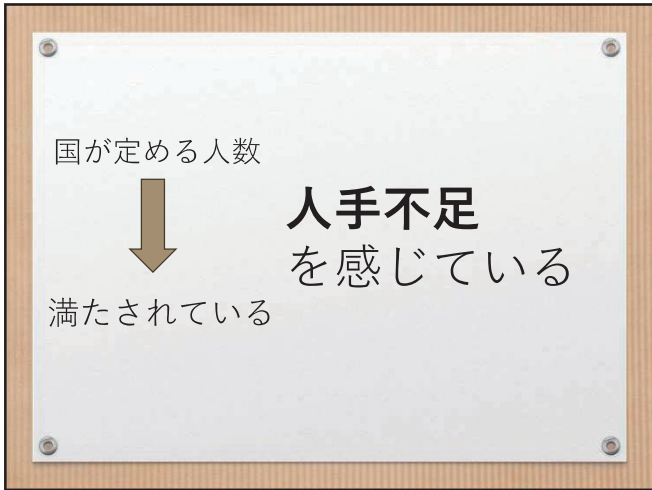 国が定める人数
満たされている
人手不足
を感じている